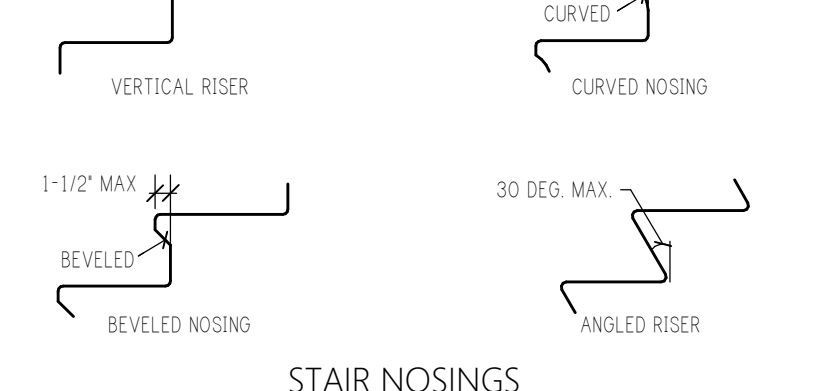 CURVED
VERTICAL RISER
CURVED NOSING
1-1/2" MAX
30 DEG. MAX.
BEVELED
BEVELED NOSING
ANGLED RISER
STAIR NOSINGS